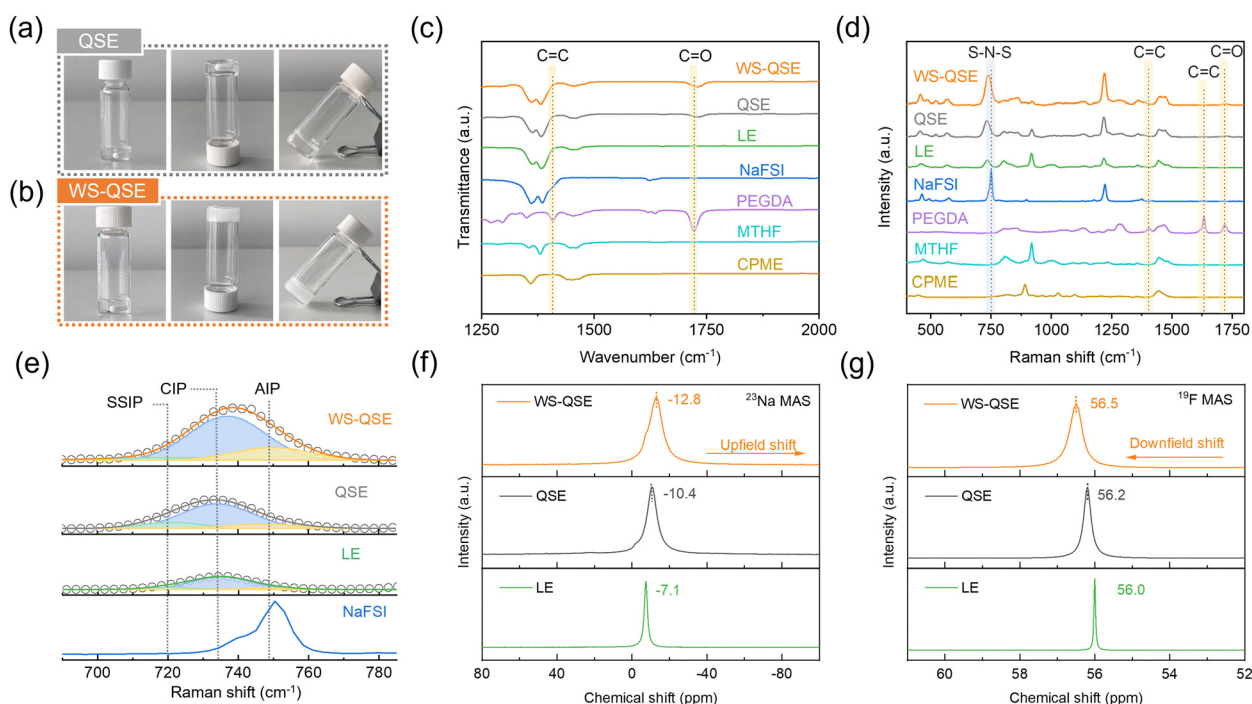 (a)
QSE
(b)
WS-QSE
(c)
C=C
C=O
WS-QSE
QSE
LE
NaFSI
PEGDA
MTHF
CPME
Transmittance (a.u.)
1250
1500
1750
2000
Wavenumber (cm⁻¹)
(d)
S-N-S
C=C
C=C
C=O
WS-QSE
QSE
LE
NaFSI
PEGDA
MTHF
CPME
Intensity (a.u.)
500
750
1000
1250
1500
1750
Raman shift (cm⁻¹)
(e)
SSIP
CIP
AIP
WS-QSE
QSE
LE
NaFSI
700
720
740
760
780
Raman shift (cm⁻¹)
(f)
WS-QSE
-12.8
²³Na MAS
Upfield shift
QSE
-10.4
LE
-7.1
Intensity (a.u.)
80
40
0
-40
-80
Chemical shift (ppm)
(g)
WS-QSE
56.5
¹⁹F MAS
Downfield shift
QSE
56.2
LE
56.0
Intensity (a.u.)
60
58
56
54
52
Chemical shift (ppm)